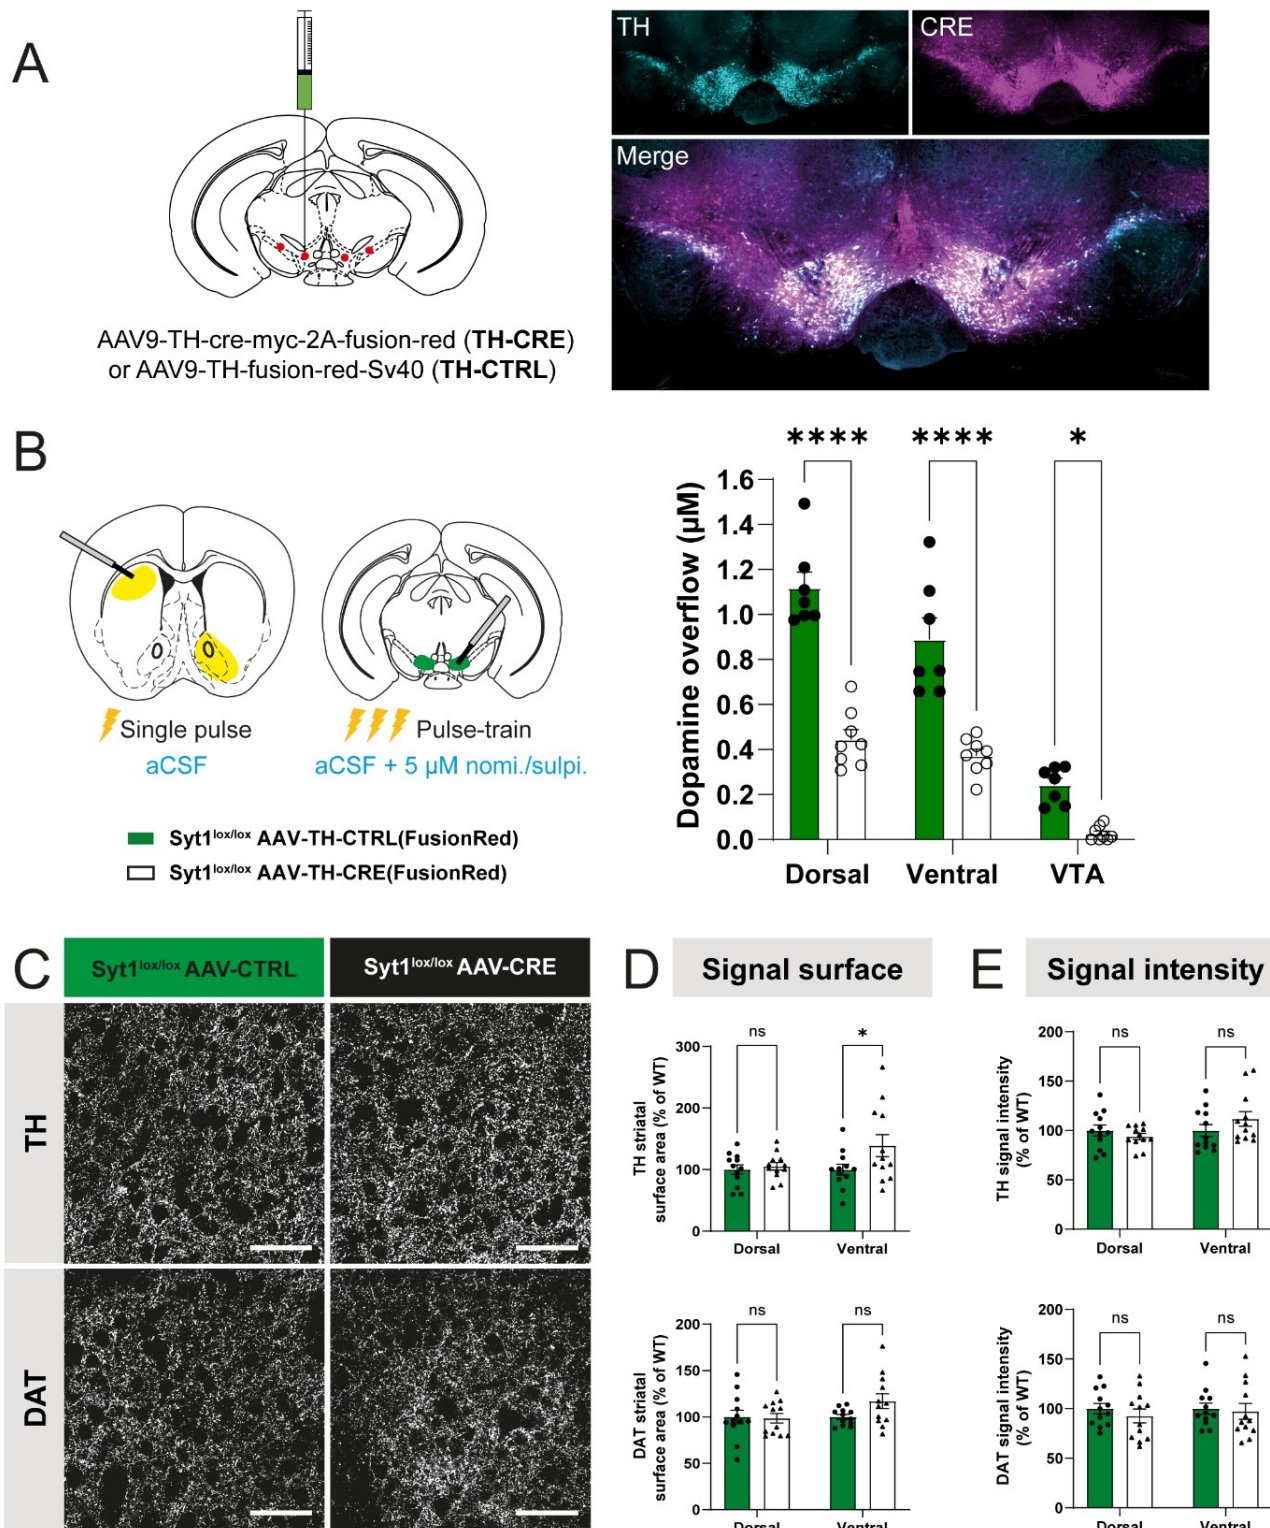 A
TH
CRE
Merge
AAV9-TH-cre-myc-2A-fusion-red (TH-CRE)
or AAV9-TH-fusion-red-Sv40 (TH-CTRL)
B
Single pulse
aCSF
Pulse-train
aCSF + 5 µM nomi./sulpi.
Syt1lox/lox AAV-TH-CTRL(FusionRed)
Syt1lox/lox AAV-TH-CRE(FusionRed)
Dopamine overflow (µM)
1.6
1.4
1.2
1.0
0.8
0.6
0.4
0.2
0.0
****
****
*
Dorsal
Ventral
VTA
C
Syt1lox/lox AAV-CTRL
Syt1lox/lox AAV-CRE
TH
DAT
D
Signal surface
TH striatal
surface area (% of WT)
300
200
100
0
ns
*
Dorsal
Ventral
DAT striatal
surface area (% of WT)
200
150
100
50
0
ns
ns
Dorsal
Ventral
E
Signal intensity
TH signal intensity
(% of WT)
200
150
100
50
0
ns
ns
Dorsal
Ventral
DAT signal intensity
(% of WT)
200
150
100
50
0
ns
ns
Dorsal
Ventral